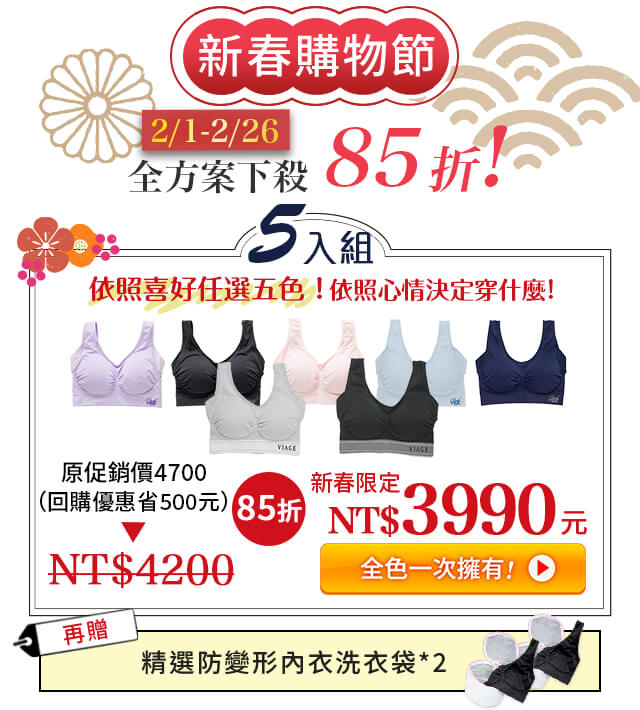 新春購物節
2/1-2/26
全方案下殺 85折!
5入組
依照喜好任選五色！依照心情決定穿什麼!
VIAGE
VIAGE
原促銷價4700
(回購優惠省500元)
NT$4200
85折
新春限定
NT$3990元
全色一次擁有!
再贈
精選防變形內衣洗衣袋*2